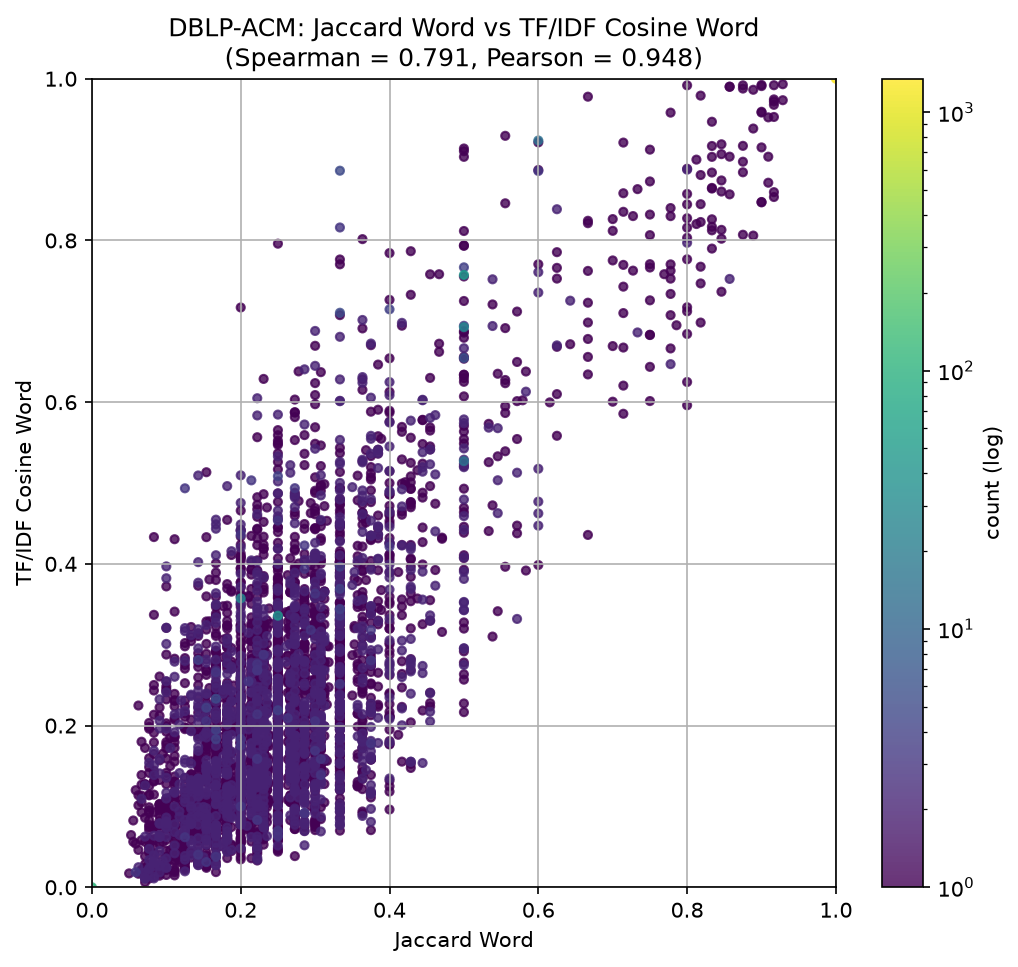 DBLP-ACM: Jaccard Word vs TF/IDF Cosine Word
(Spearman = 0.791, Pearson = 0.948)
1.0
0.8
0.6
0.4
0.2
0.0
TF/IDF Cosine Word
0.0 0.2 0.4 0.6 0.8 1.0
Jaccard Word
10³
10²
10¹
10⁰
count (log)